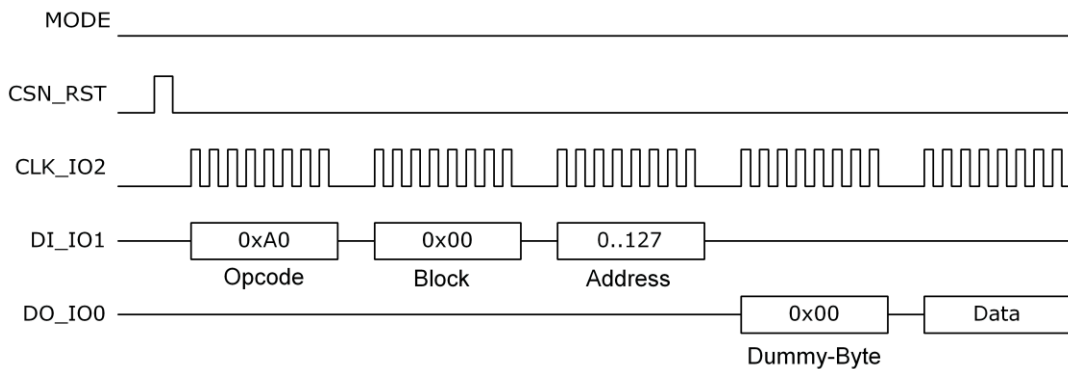 MODE
CSN_RST
CLK_IO2
DI_IO1 0xA0 0x00 0..127
Opcode Block Address
DO_IO0 0x00 Data
Dummy-Byte